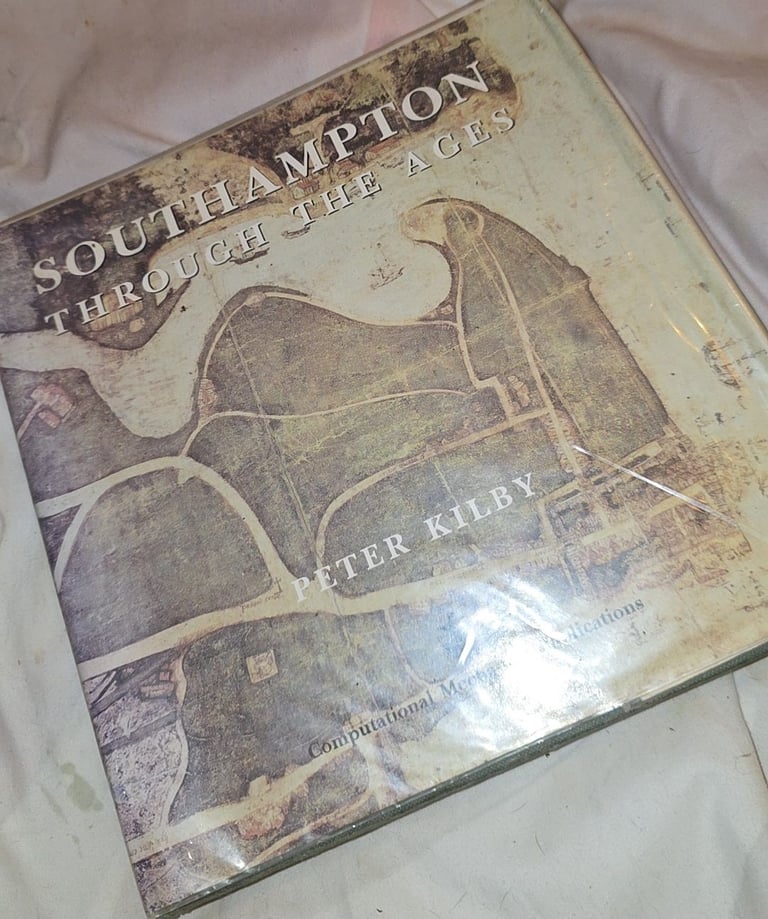 SOUTHAMPTON
THROUGH THE AGES
PETER KILBY
Computational